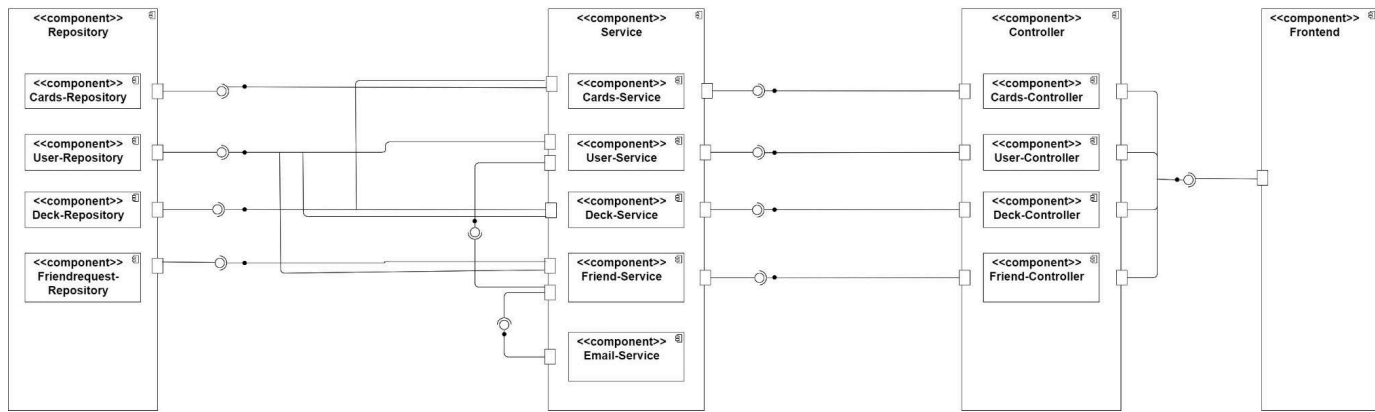 <<component>>
Repository
<<component>>
Cards-Repository
<<component>>
User-Repository
<<component>>
Deck-Repository
<<component>>
Friendrequest-
Repository
<<component>>
Service
<<component>>
Cards-Service
<<component>>
User-Service
<<component>>
Deck-Service
<<component>>
Friend-Service
<<component>>
Email-Service
<<component>>
Controller
<<component>>
Cards-Controller
<<component>>
User-Controller
<<component>>
Deck-Controller
<<component>>
Friend-Controller
<<component>>
Frontend